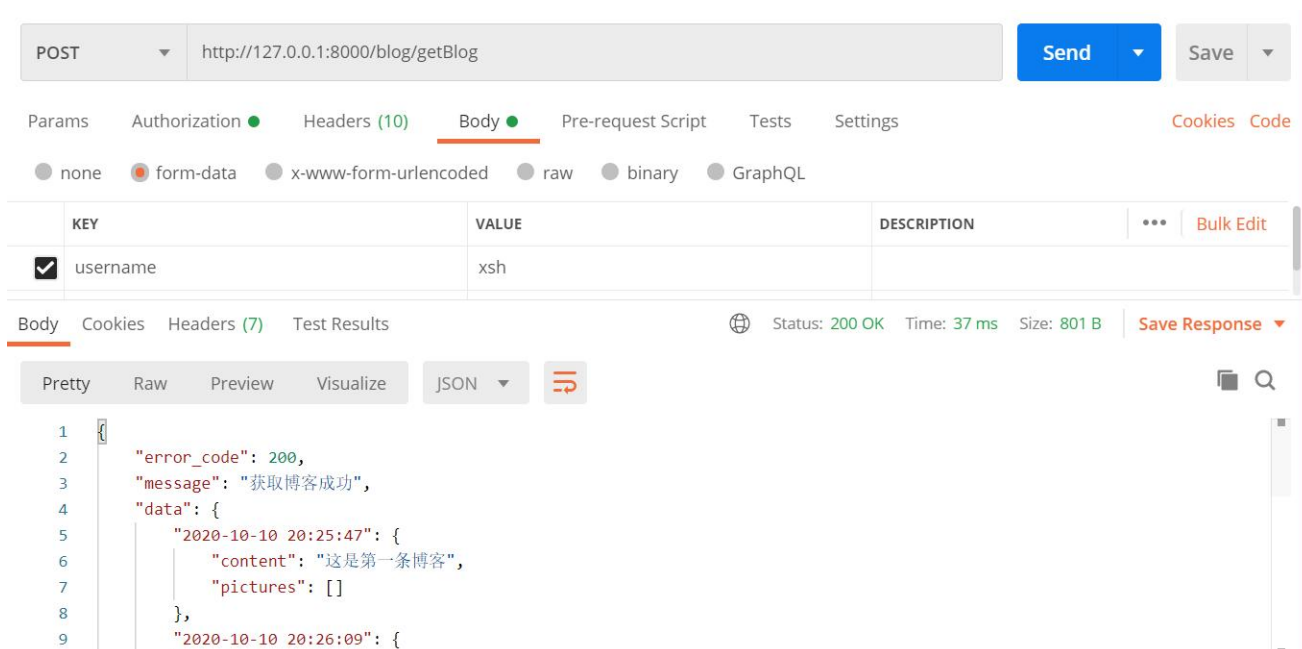 POST http://127.0.0.1:8000/blog/getBlog Send Save
Params Authorization Headers (10) Body Pre-request Script Tests Settings Cookies Code
none form-data x-www-form-urlencoded raw binary GraphQL
KEY VALUE DESCRIPTION ••• Bulk Edit
username xsh
Body Cookies Headers (7) Test Results Status: 200 OK Time: 37 ms Size: 801 B Save Response
Pretty Raw Preview Visualize JSON
1 {
2 "error_code": 200,
3 "message": "获取博客成功",
4 "data": {
5 "2020-10-10 20:25:47": {
6 "content": "这是第一条博客",
7 "pictures": []
8 },
9 "2020-10-10 20:26:09": {